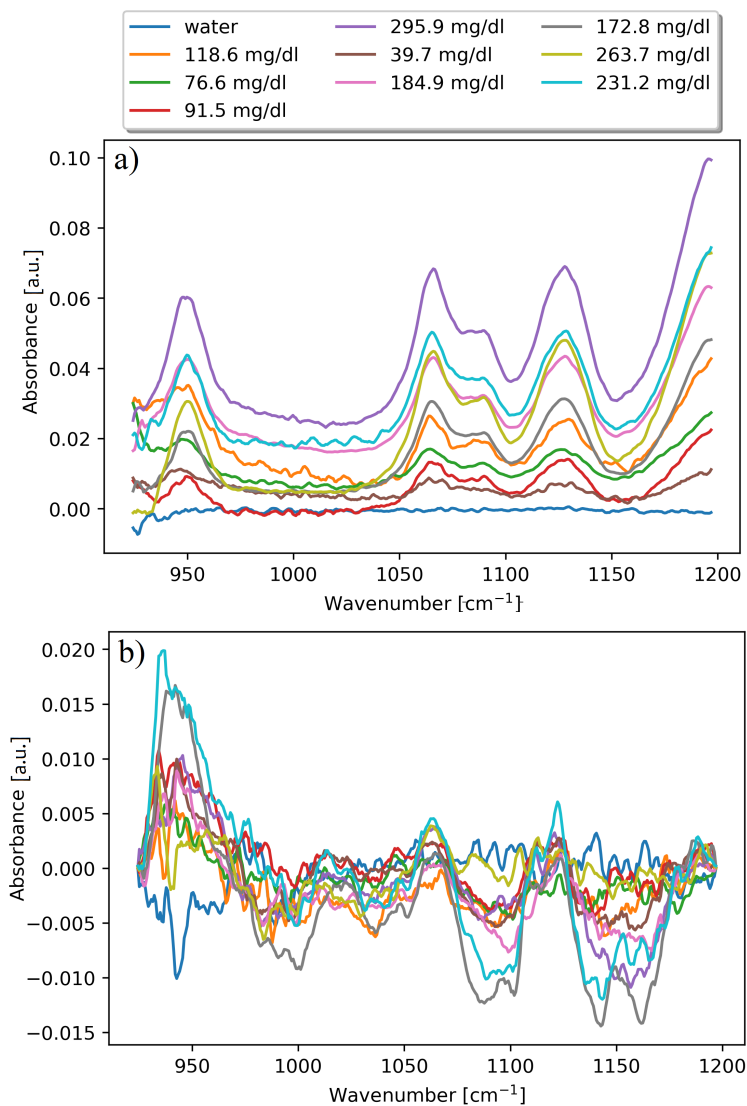 water 295.9 mg/dl 172.8 mg/dl
118.6 mg/dl 39.7 mg/dl 263.7 mg/dl
76.6 mg/dl 184.9 mg/dl 231.2 mg/dl
91.5 mg/dl
a)
0.10
0.08
0.06
0.04
0.02
0.00
Absorbance [a.u.]
950 1000 1050 1100 1150 1200
Wavenumber [cm⁻¹]
b)
0.020
0.015
0.010
0.005
0.000
−0.005
−0.010
−0.015
Absorbance [a.u.]
950 1000 1050 1100 1150 1200
Wavenumber [cm⁻¹]